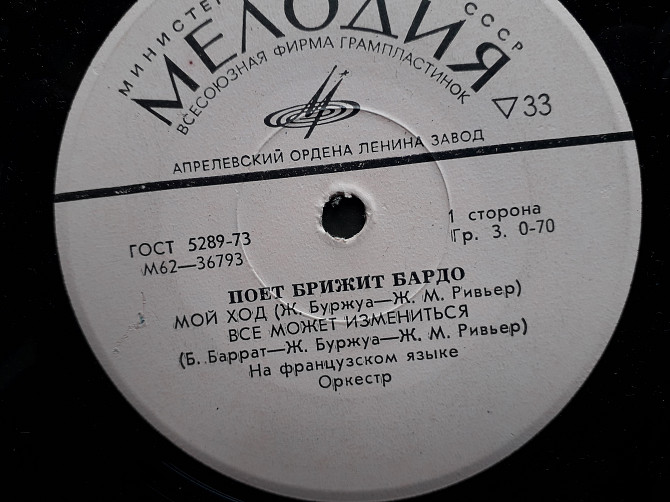 МИНИСТЕР СССР
МЕЛОДИЯ
ВСЕСОЮЗНАЯ ФИРМА ГРАМПЛАСТИНОК
▽33
АПРЕЛЕВСКИЙ ОРДЕНА ЛЕНИНА ЗАВОД
ГОСТ 5289-73
М62—36793
1 сторона
Гр. 3. 0-70
ПОЕТ БРИЖИТ БАРДО
МОЙ ХОД (Ж. Буржуа—Ж. М. Ривьер)
ВСЕ МОЖЕТ ИЗМЕНИТЬСЯ
(Б. Баррат—Ж. Буржуа—Ж. М. Ривьер)
На французском языке
Оркестр